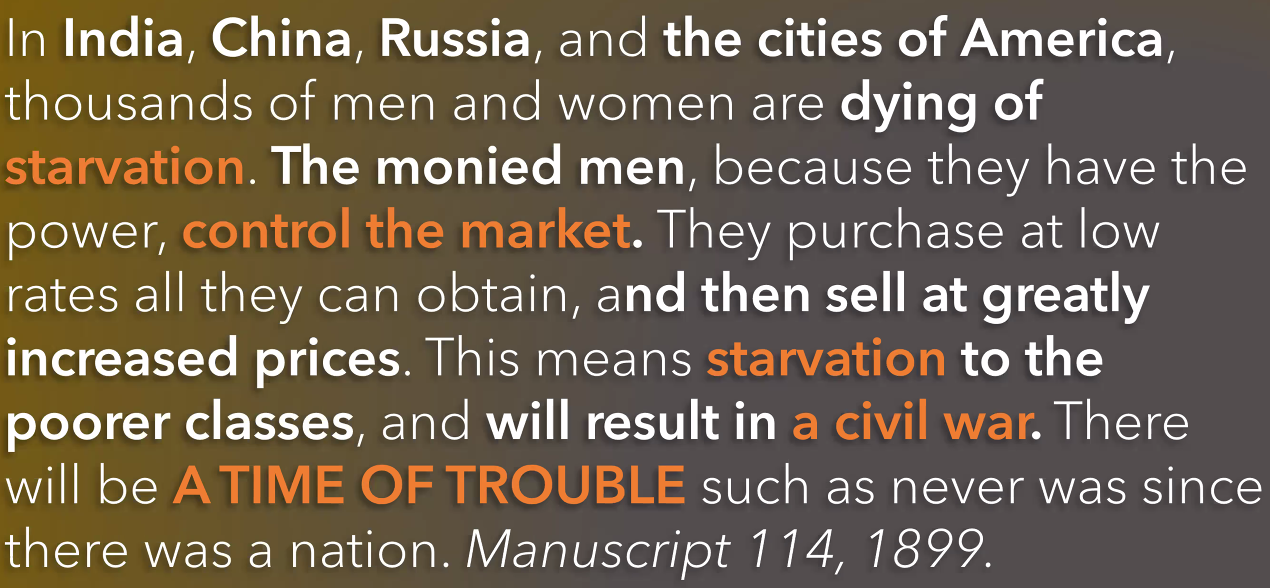 In India, China, Russia, and the cities of America,
thousands of men and women are dying of
starvation. The monied men, because they have the
power, control the market. They purchase at low
rates all they can obtain, and then sell at greatly
increased prices. This means starvation to the
poorer classes, and will result in a civil war. There
will be A TIME OF TROUBLE such as never was since
there was a nation. Manuscript 114, 1899.